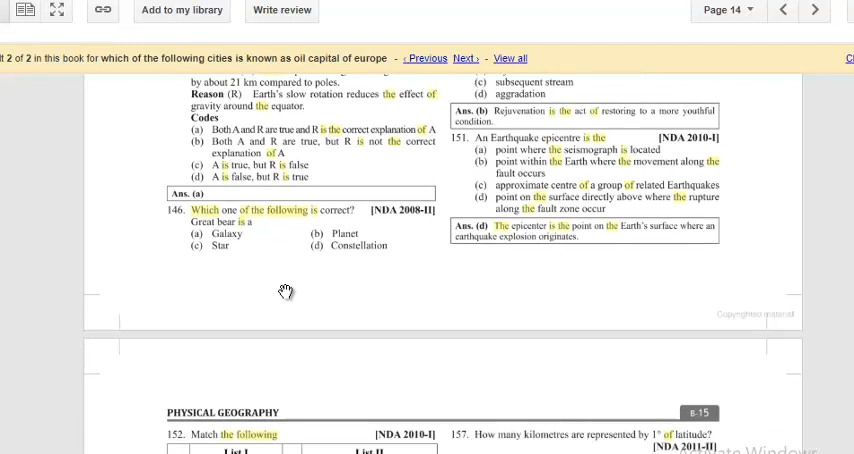 Add to my library
Write review
Page 14
2 of 2 in this book for which of the following cities is known as oil capital of europe - ‹ Previous Next › - View all
by about 21 km compared to poles.
Reason (R) Earth's slow rotation reduces the effect of
gravity around the equator.
Codes
(a) Both A and R are true and R is the correct explanation of A
(b) Both A and R are true, but R is not the correct
explanation of A
(c) A is true, but R is false
(d) A is false, but R is true
Ans. (a)
146. Which one of the following is correct? [NDA 2008-II]
Great bear is a
(a) Galaxy (b) Planet
(c) Star (d) Constellation
(c) subsequent stream
(d) aggradation
Ans. (b) Rejuvenation is the act of restoring to a more youthful
condition.
151. An Earthquake epicentre is the [NDA 2010-I]
(a) point where the seismograph is located
(b) point within the Earth where the movement along the
fault occurs
(c) approximate centre of a group of related Earthquakes
(d) point on the surface directly above where the rupture
along the fault zone occur
Ans. (d) The epicenter is the point on the Earth's surface where an
earthquake explosion originates.
Copyrighted material
PHYSICAL GEOGRAPHY
B-15
152. Match the following [NDA 2010-I]
List I List II
157. How many kilometres are represented by 1° of latitude?
[NDA 2011-II]
Activate Windows